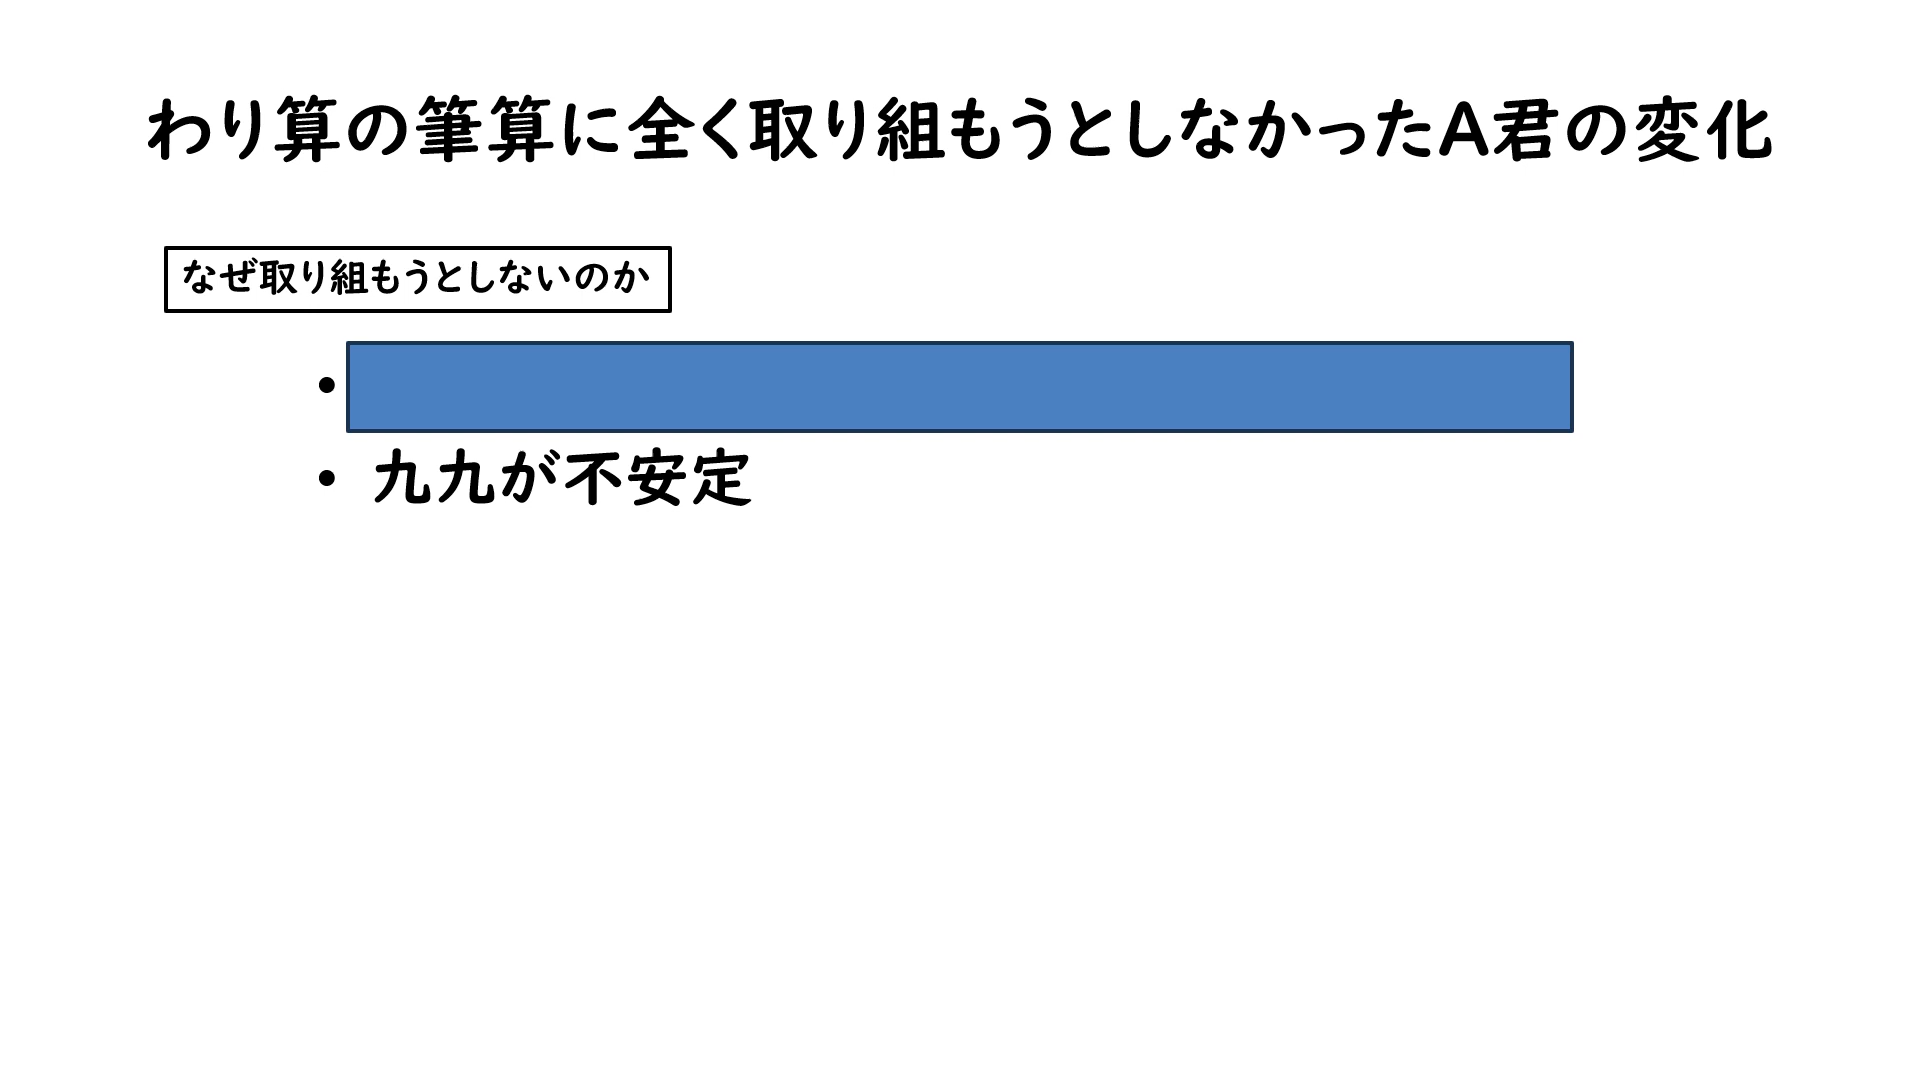 わり算の筆算に全く取り組もうとしなかったA君の変化
なぜ取り組もうとしないのか
•
• 九九が不安定